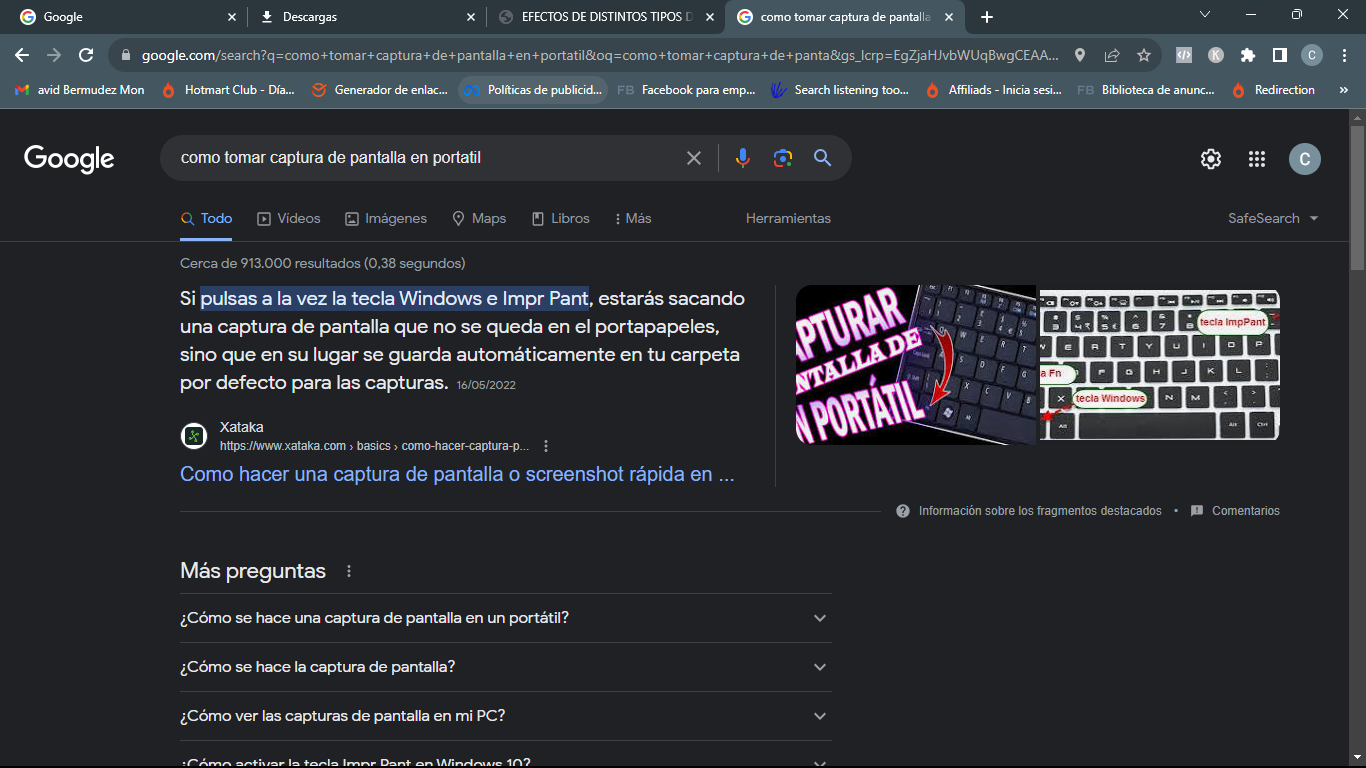 Google
Descargas
EFECTOS DE DISTINTOS TIPOS D
como tomar captura de pantalla
google.com/search?q=como+tomar+captura+de+pantalla+en+portatil&oq=como+tomar+captura+de+panta&gs_lcrp=EgZjaHJvbWUqBwgCEAA...
K
C
avid Bermudez Mon
Hotmart Club - Día...
Generador de enlac...
Políticas de publicid...
FB Facebook para emp...
Search listening too...
Affiliads - Inicia sesi...
FB Biblioteca de anunc...
Redirection
»
Google
como tomar captura de pantalla en portatil
C
Todo
Videos
Imágenes
Maps
Libros
Más
Herramientas
SafeSearch
Cerca de 913.000 resultados (0,38 segundos)
Si pulsas a la vez la tecla Windows e Impr Pant, estarás sacando
una captura de pantalla que no se queda en el portapapeles,
sino que en su lugar se guarda automáticamente en tu carpeta
por defecto para las capturas. 16/05/2022
Xataka
https://www.xataka.com › basics › como-hacer-captura-p...
Como hacer una captura de pantalla o screenshot rápida en ...
APTURAR
NTALLA DE
N PORTÁTIL
tecla ImpPant
a Fn
tecla Windows
Información sobre los fragmentos destacados
•
Comentarios
Más preguntas
¿Cómo se hace una captura de pantalla en un portátil?
¿Cómo se hace la captura de pantalla?
¿Cómo ver las capturas de pantalla en mi PC?
¿Cómo activar la tecla Impr Pant en Windows 10?